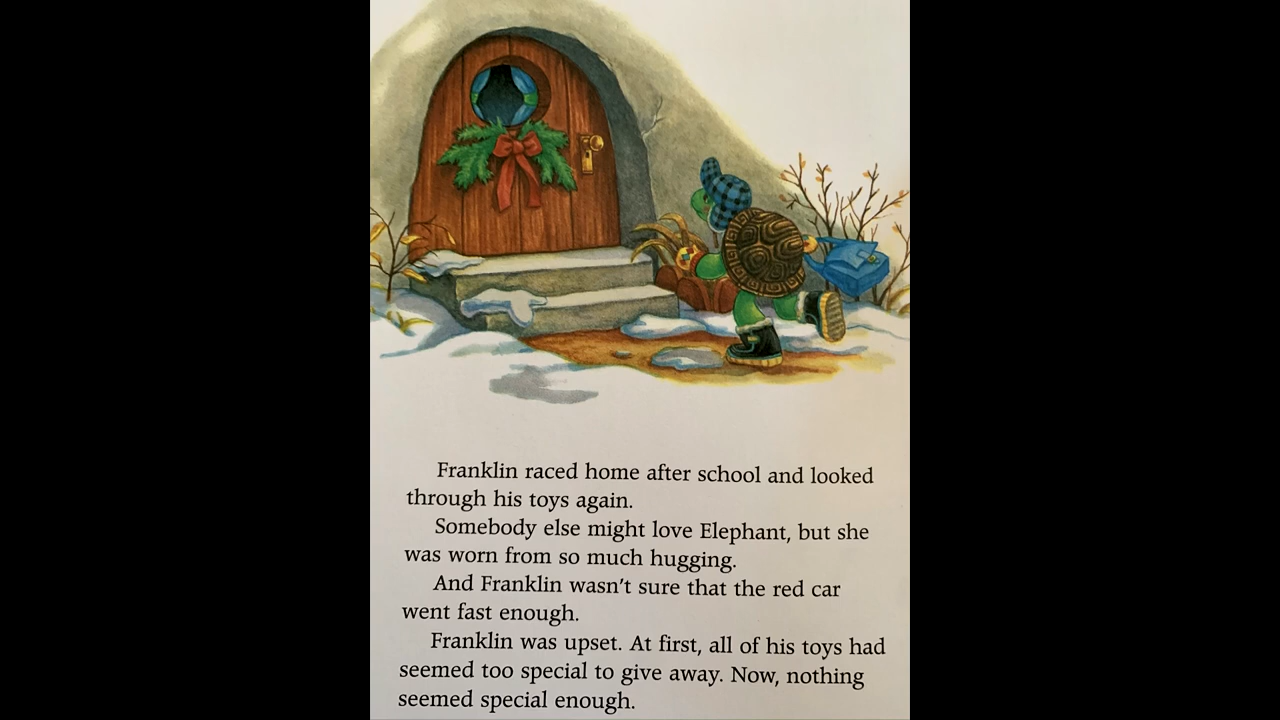 Franklin raced home after school and looked
through his toys again.
Somebody else might love Elephant, but she
was worn from so much hugging.
And Franklin wasn't sure that the red car
went fast enough.
Franklin was upset. At first, all of his toys had
seemed too special to give away. Now, nothing
seemed special enough.